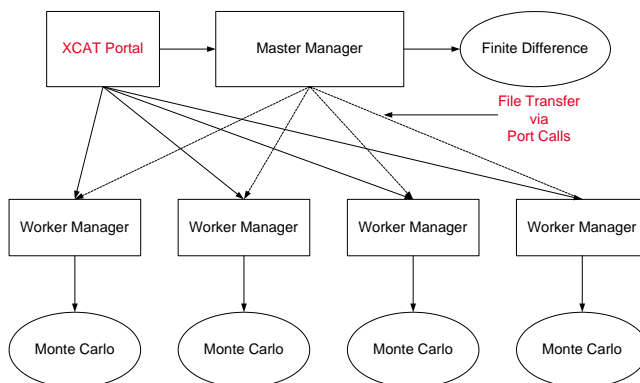 XCAT Portal
Master Manager
Finite Difference
File Transfer
via
Port Calls
Worker Manager
Worker Manager
Worker Manager
Worker Manager
Monte Carlo
Monte Carlo
Monte Carlo
Monte Carlo